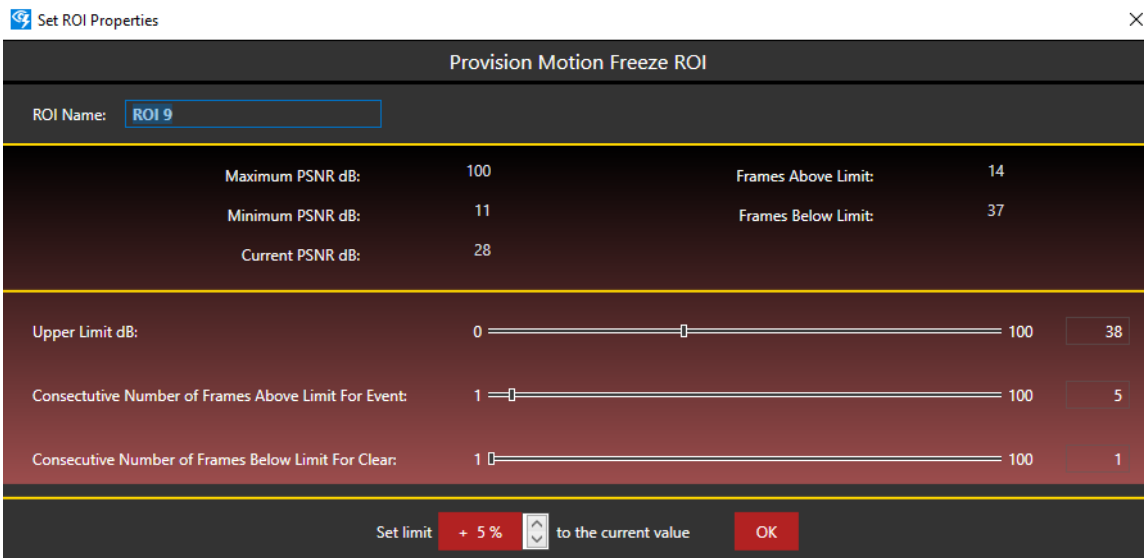 Set ROI Properties
Provision Motion Freeze ROI
ROI Name: ROI 9
Maximum PSNR dB: 100 Frames Above Limit: 14
Minimum PSNR dB: 11 Frames Below Limit: 37
Current PSNR dB: 28
Upper Limit dB: 0 100 38
Consectutive Number of Frames Above Limit For Event: 1 100 5
Consecutive Number of Frames Below Limit For Clear: 1 100 1
Set limit + 5 % to the current value OK